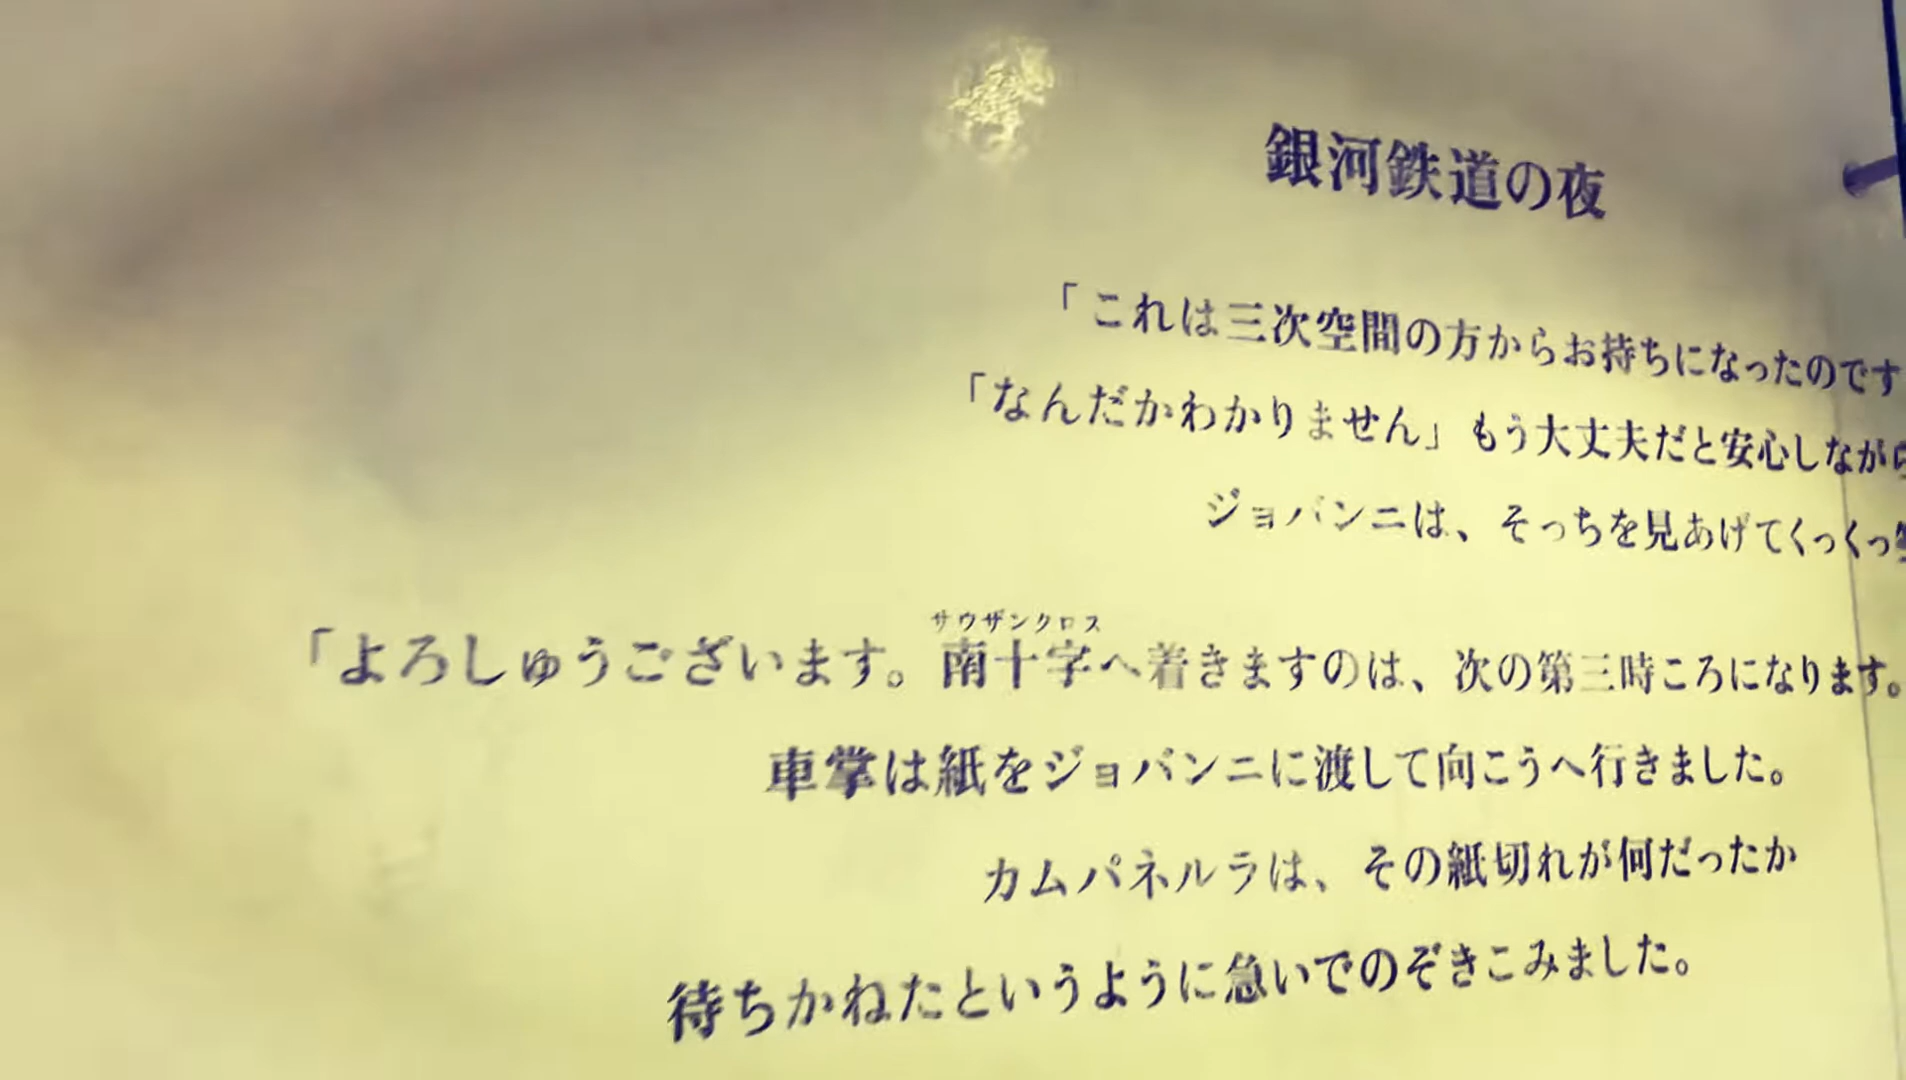 銀河鉄道の夜
「これは三次空間の方からお持ちになったのです
「なんだかわかりません」もう大丈夫だと安心しなが
ジョバンニは、そっちを見あげてくっくっ
サウザンクロス
「よろしゅうございます。南十字へ着きますのは、次の第三時ころになります。
車掌は紙をジョバンニに渡して向こうへ行きました。
カムパネルラは、その紙切れが何だったか
待ちかねたというように急いでのぞきこみました。